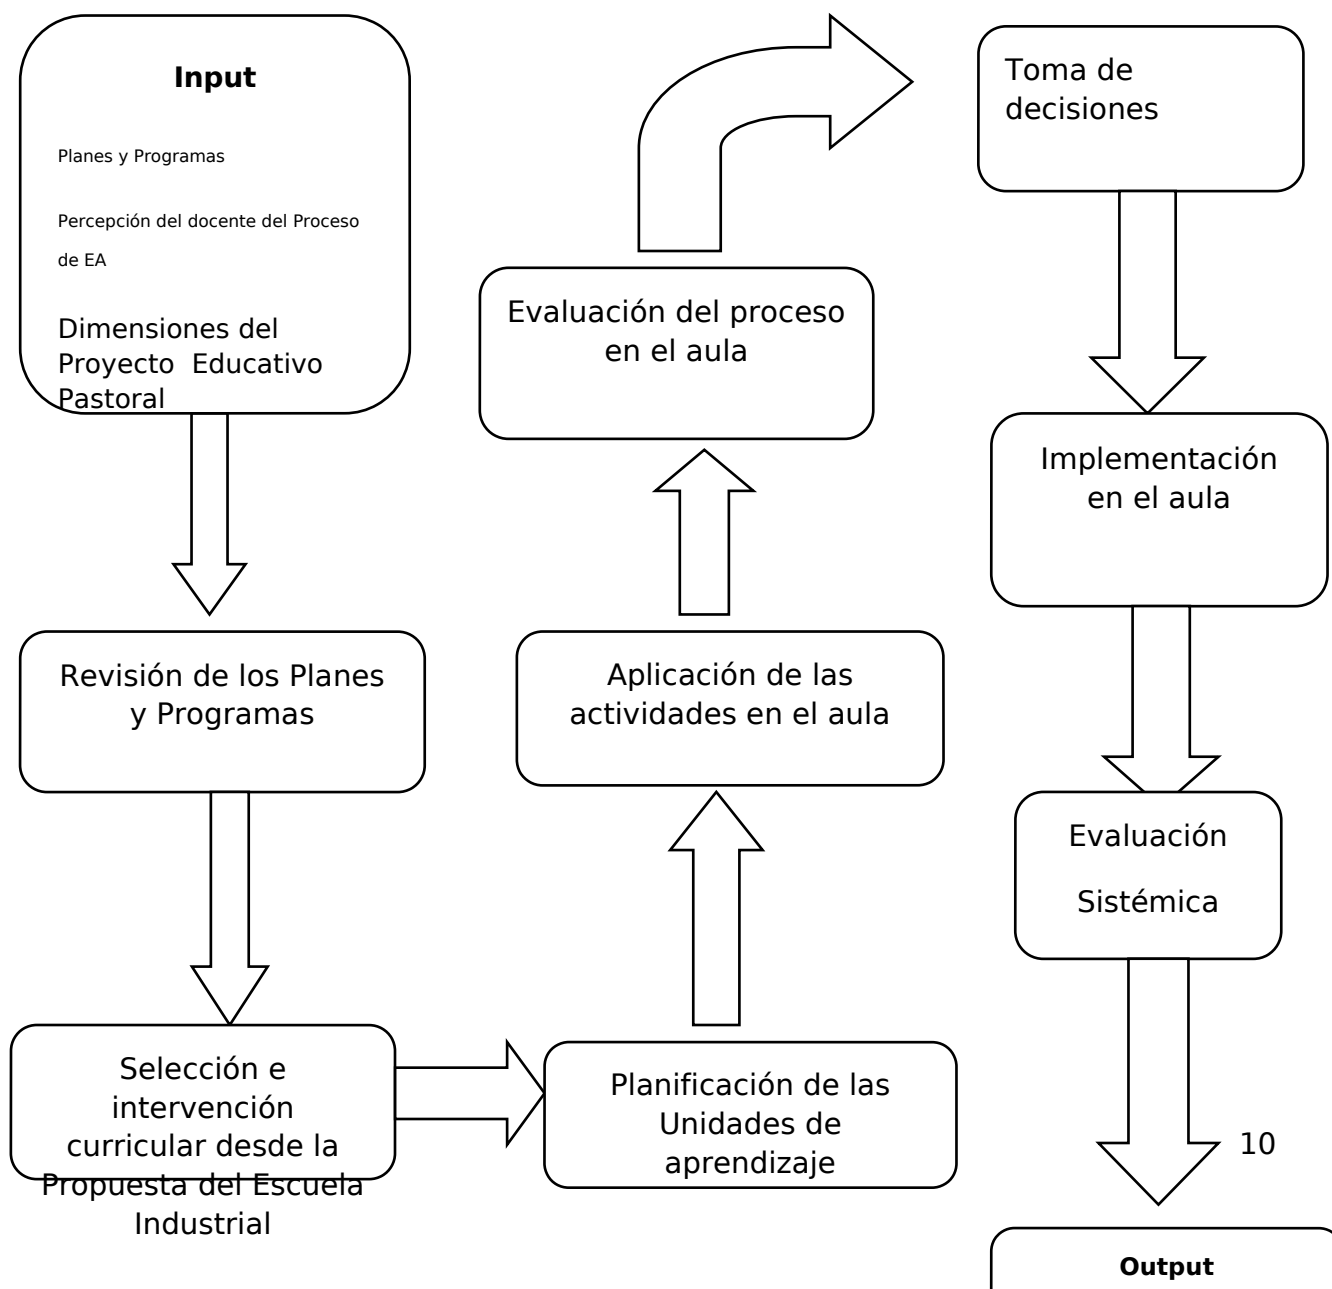 Input
Planes y Programas
Percepción del docente del Proceso
de EA
Dimensiones del
Proyecto  Educativo
Pastoral
Revisión de los Planes
y Programas
Selección e
intervención
curricular desde la
Propuesta del Escuela
Industrial
Planificación de las
Unidades de
aprendizaje
Aplicación de las
actividades en el aula
Evaluación del proceso
en el aula
Toma de
decisiones
Implementación
en el aula
Evaluación
Sistémica
10
Output